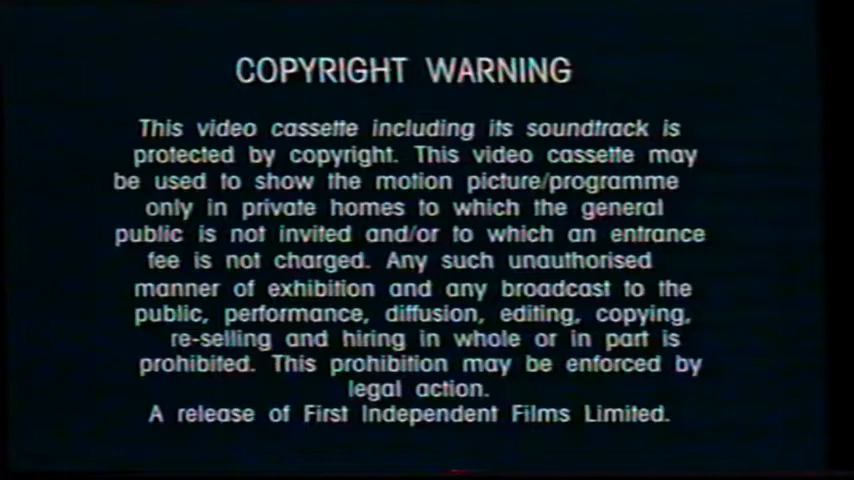 COPYRIGHT WARNING
This video cassette including its soundtrack is
protected by copyright. This video cassette may
be used to show the motion picture/programme
only in private homes to which the general
public is not invited and/or to which an entrance
fee is not charged. Any such unauthorised
manner of exhibition and any broadcast to the
public, performance, diffusion, editing, copying,
re-selling and hiring in whole or in part is
prohibited. This prohibition may be enforced by
legal action.
A release of First Independent Films Limited.